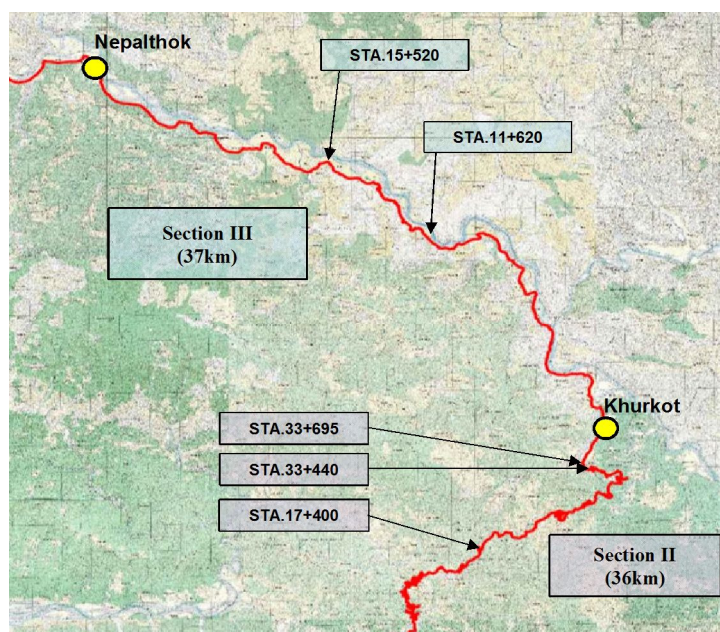 Nepalthok
STA.15+520
STA.11+620
Section III
(37km)
Khurkot
STA.33+695
STA.33+440
STA.17+400
Section II
(36km)